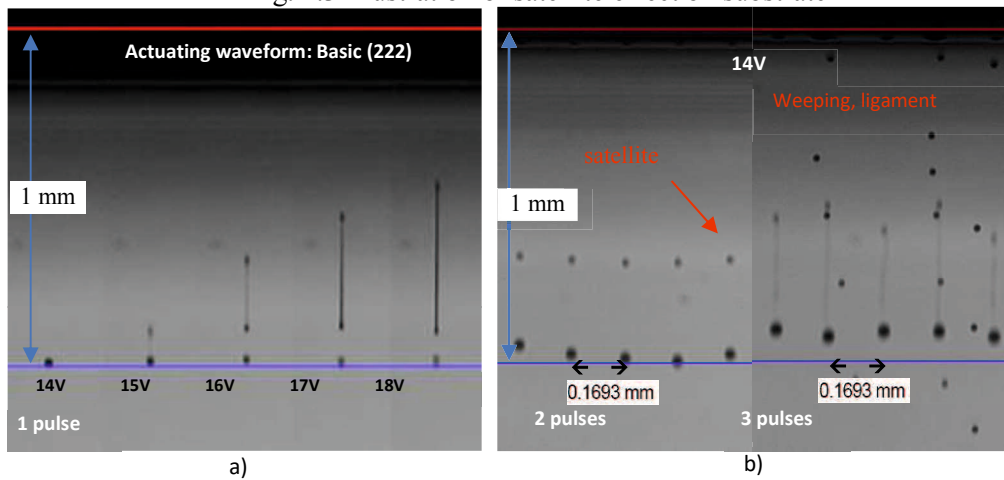 Actuating waveform: Basic (222)
1 mm
14V
15V
16V
17V
18V
1 pulse
a)
14V
Weeping, ligament
satellite
1 mm
0.1693 mm
0.1693 mm
2 pulses
3 pulses
b)